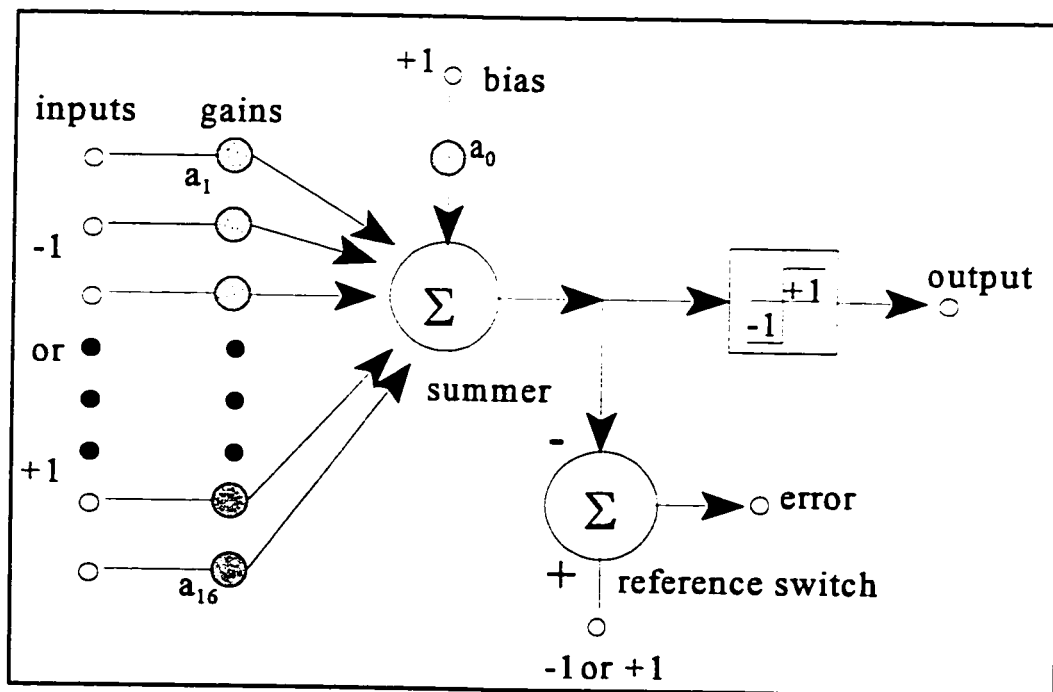 +1
bias
inputs
gains
a0
a1
-1
or
+1
Σ
summer
+1
-1
output
-
Σ
error
+
reference switch
a16
-1 or +1